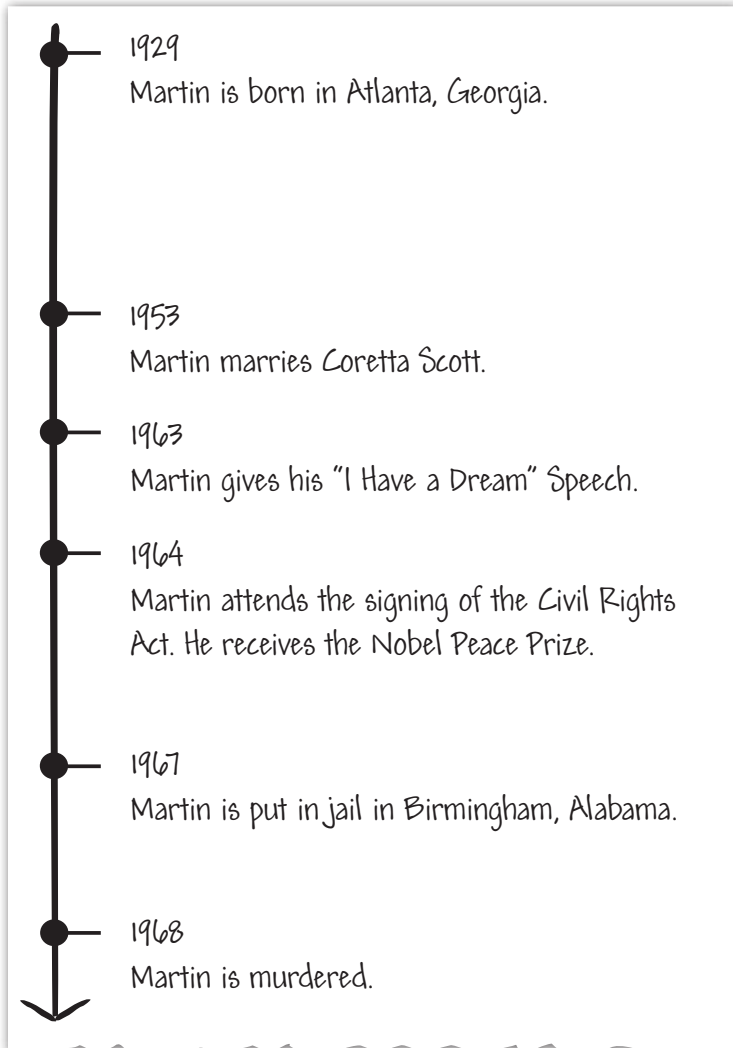 1929
Martin is born in Atlanta, Georgia.
1953
Martin marries Coretta Scott.
1963
Martin gives his “I Have a Dream” Speech.
1964
Martin attends the signing of the Civil Rights
Act. He receives the Nobel Peace Prize.
1967
Martin is put in jail in Birmingham, Alabama.
1968
Martin is murdered.